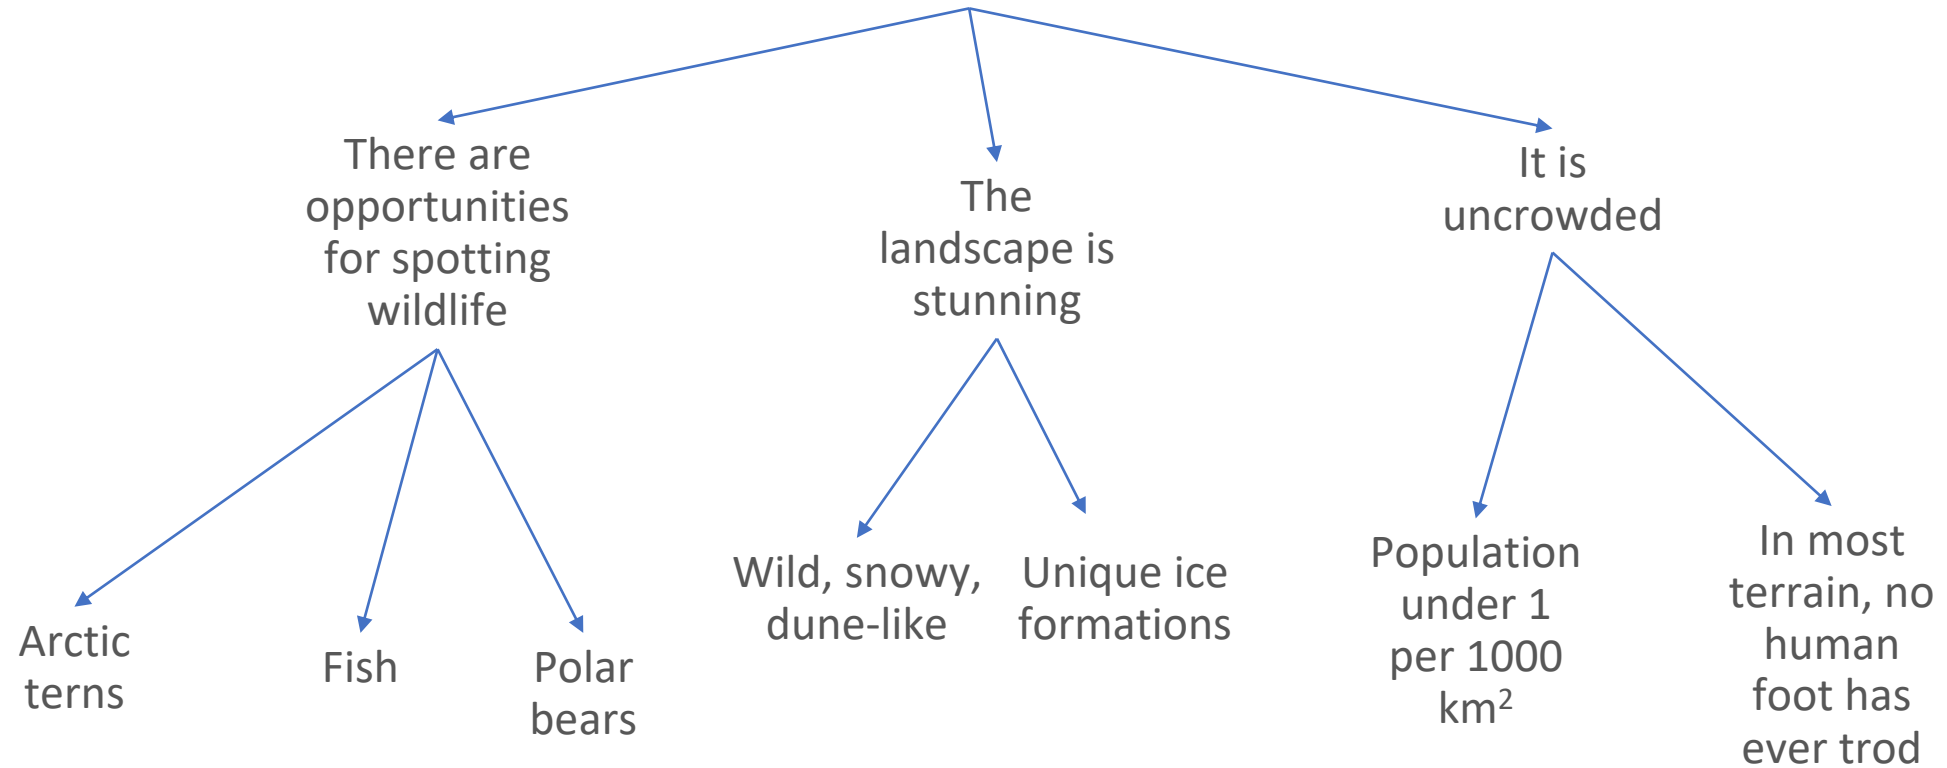 There are
opportunities
for spotting
wildlife
The
landscape is
stunning
It is
uncrowded
Arctic
terns
Fish
Polar
bears
Wild, snowy,
dune-like
Unique ice
formations
Population
under 1
per 1000
km²
In most
terrain, no
human
foot has
ever trod